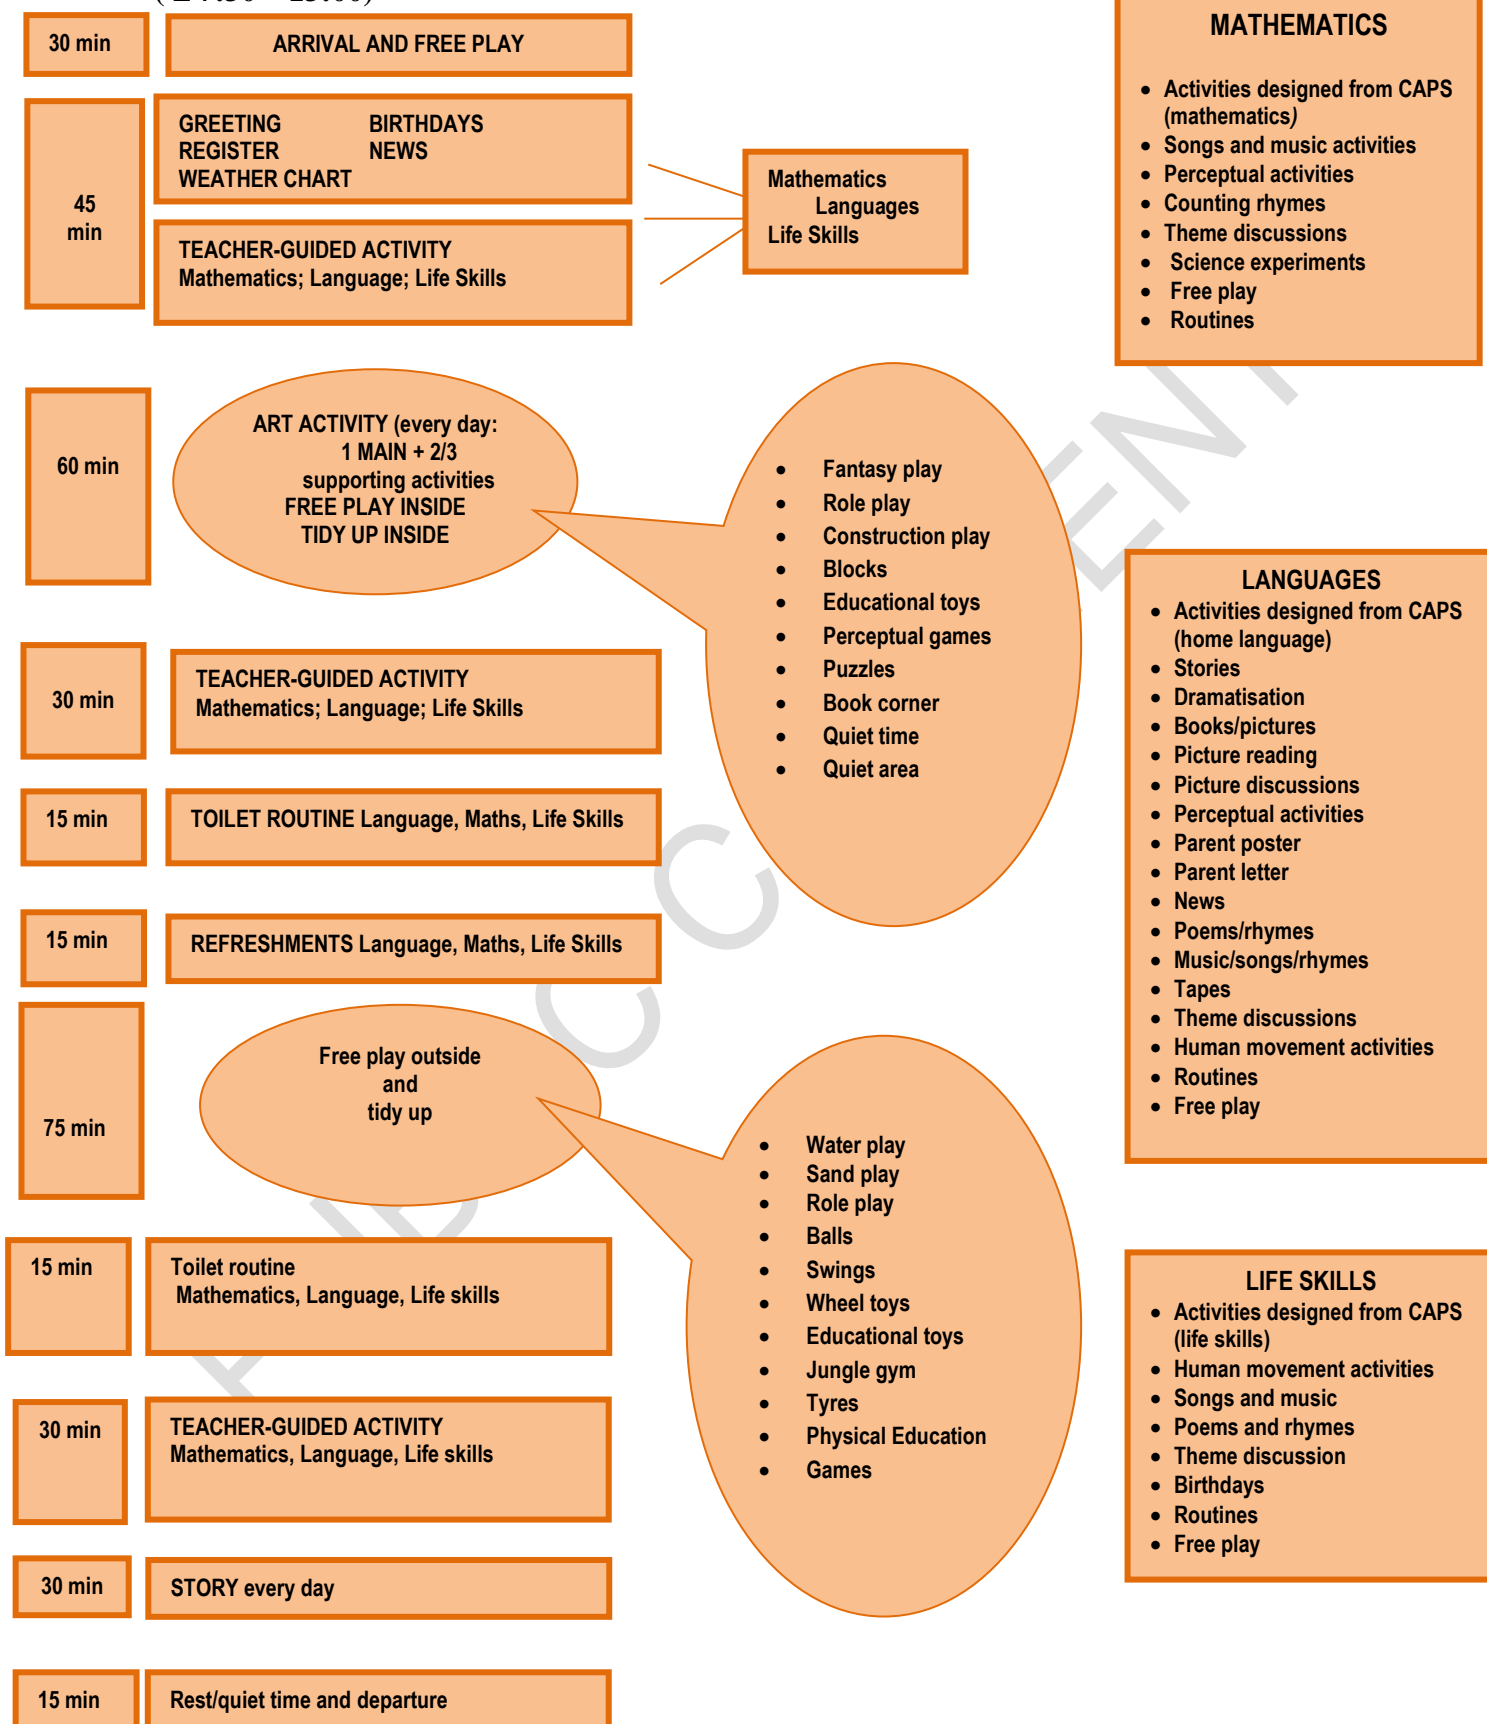 30 min
ARRIVAL AND FREE PLAY
45
min
GREETING BIRTHDAYS
REGISTER NEWS
WEATHER CHART
TEACHER-GUIDED ACTIVITY
Mathematics; Language; Life Skills
Mathematics
Languages
Life Skills
60 min
ART ACTIVITY (every day:
1 MAIN + 2/3
supporting activities
FREE PLAY INSIDE
TIDY UP INSIDE
• Fantasy play
• Role play
• Construction play
• Blocks
• Educational toys
• Perceptual games
• Puzzles
• Book corner
• Quiet time
• Quiet area
30 min
TEACHER-GUIDED ACTIVITY
Mathematics; Language; Life Skills
15 min
TOILET ROUTINE Language, Maths, Life Skills
15 min
REFRESHMENTS Language, Maths, Life Skills
75 min
Free play outside
and
tidy up
• Water play
• Sand play
• Role play
• Balls
• Swings
• Wheel toys
• Educational toys
• Jungle gym
• Tyres
• Physical Education
• Games
15 min
Toilet routine
Mathematics, Language, Life skills
30 min
TEACHER-GUIDED ACTIVITY
Mathematics, Language, Life skills
30 min
STORY every day
15 min
Rest/quiet time and departure
MATHEMATICS
• Activities designed from CAPS
(mathematics)
• Songs and music activities
• Perceptual activities
• Counting rhymes
• Theme discussions
• Science experiments
• Free play
• Routines
LANGUAGES
• Activities designed from CAPS
(home language)
• Stories
• Dramatisation
• Books/pictures
• Picture reading
• Picture discussions
• Perceptual activities
• Parent poster
• Parent letter
• News
• Poems/rhymes
• Music/songs/rhymes
• Tapes
• Theme discussions
• Human movement activities
• Routines
• Free play
LIFE SKILLS
• Activities designed from CAPS
(life skills)
• Human movement activities
• Songs and music
• Poems and rhymes
• Theme discussion
• Birthdays
• Routines
• Free play